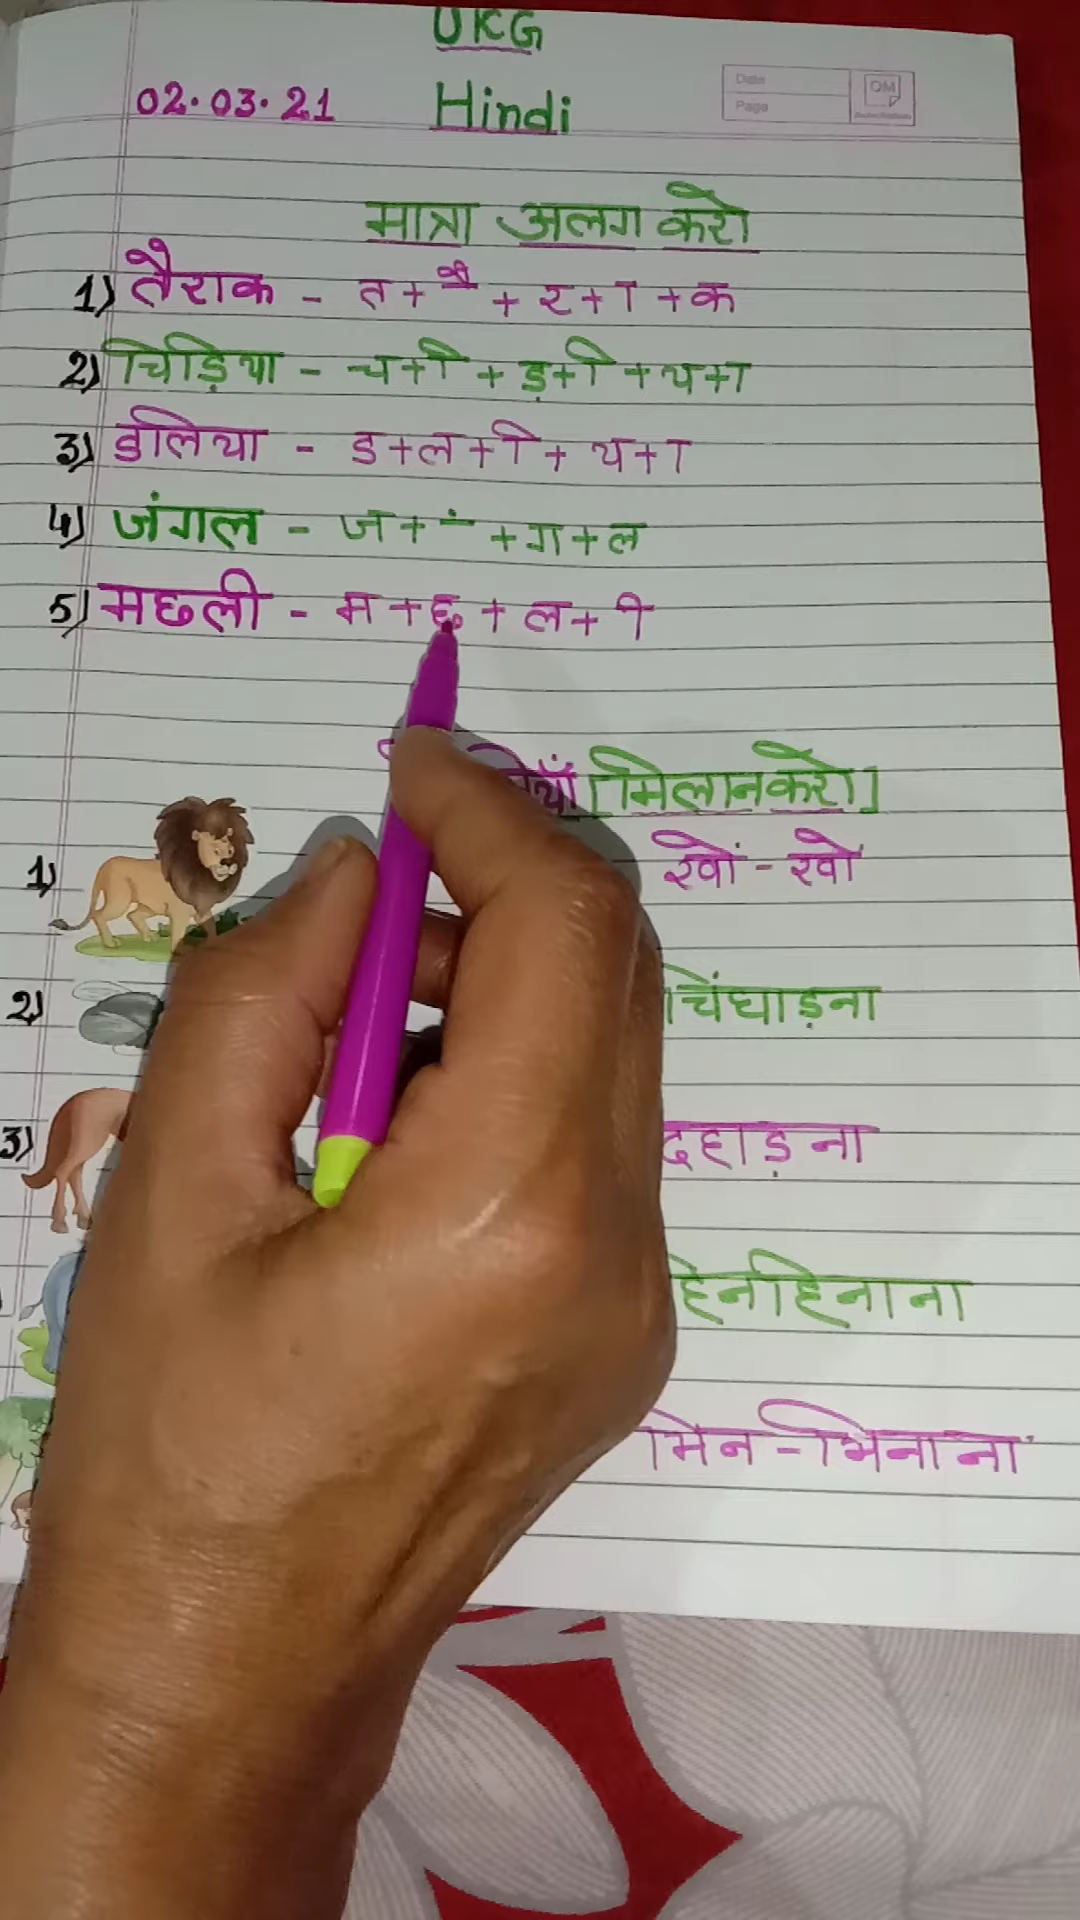 UKG
02.03.21 Hindi
Date
Page
मात्रा अलग करो
1) तैराक - त + ै + र + ा + क
2) चिड़िया - च + ि + ड़ + ि + य + ा
3) डलिया - ड + ल + ि + य + ा
4) जंगल - ज + ं + ग + ल
5) मछली - म + छ + ल + ी
[मिलान करो]
1) खों - खों
2) चिंघाड़ना
3) दहाड़ना
हिनहिनाना
भिन - भिनाना